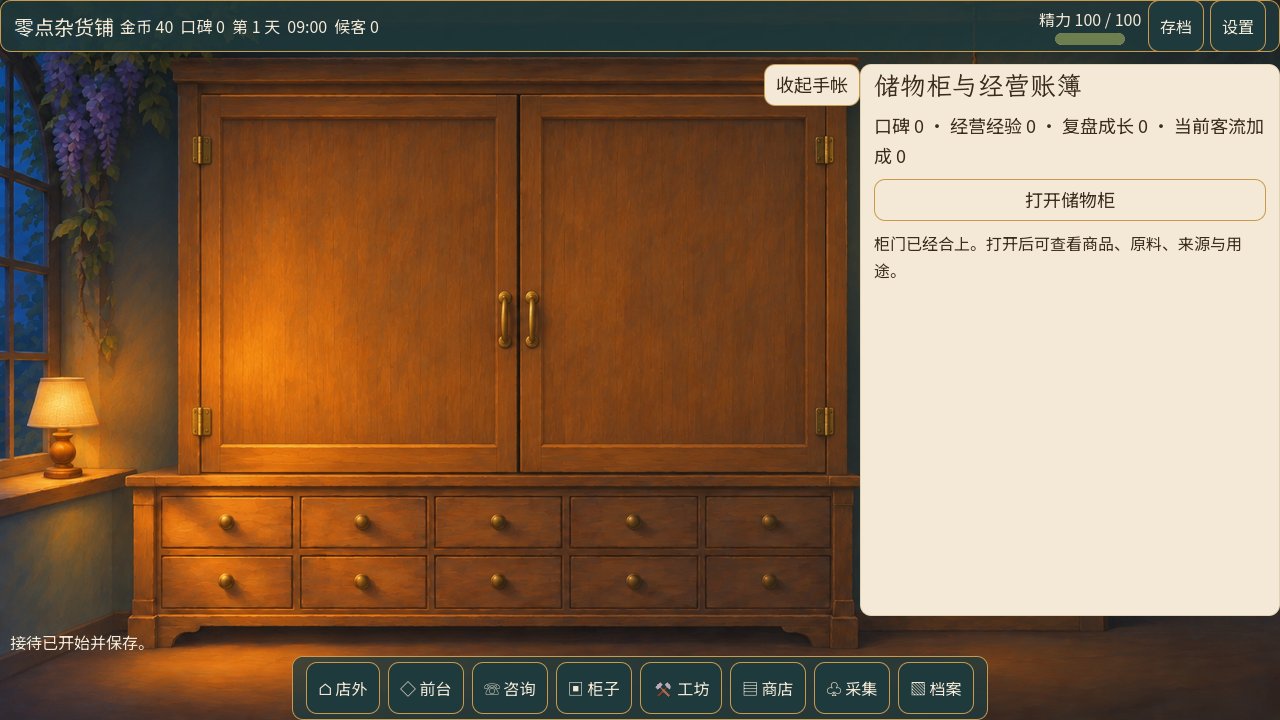 零点杂货铺 金币 40 口碑 0 第 1 天 09:00 候客 0
精力 100 / 100
存档
设置
收起手帐
储物柜与经营账簿
口碑 0 · 经营经验 0 · 复盘成长 0 · 当前客流加
成 0
打开储物柜
柜门已经合上。打开后可查看商品、原料、来源与用
途。
接待已开始并保存。
店外
前台
咨询
柜子
工坊
商店
采集
档案